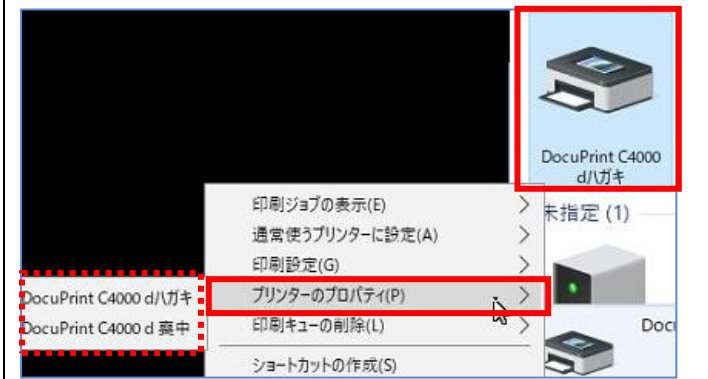 DocuPrint C4000
dハガキ
未指定 (1)
印刷ジョブの表示(E)
通常使うプリンターに設定(A)
印刷設定(G)
プリンターのプロパティ(P)
印刷キューの削除(L)
ショートカットの作成(S)
DocuPrint C4000 dハガキ
DocuPrint C4000 d 喪中
Doc